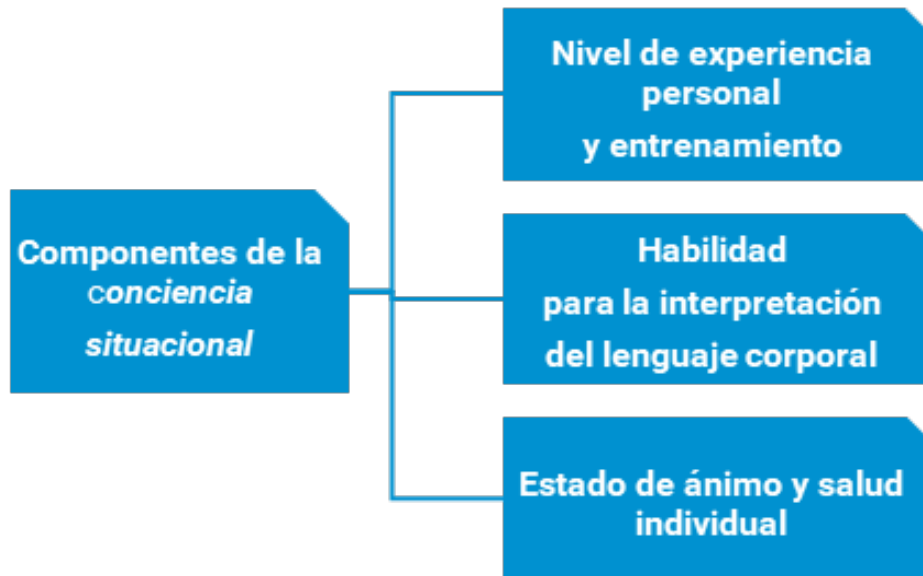 Componentes de la
conciencia
situacional
Nivel de experiencia
personal
y entrenamiento
Habilidad
para la interpretación
del lenguaje corporal
Estado de ánimo y salud
individual